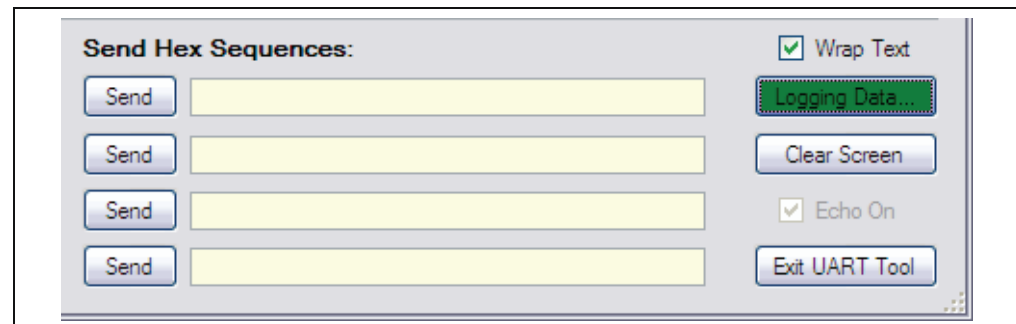 Send Hex Sequences: Wrap Text
Send Logging Data...
Send Clear Screen
Send Echo On
Send Exit UART Tool